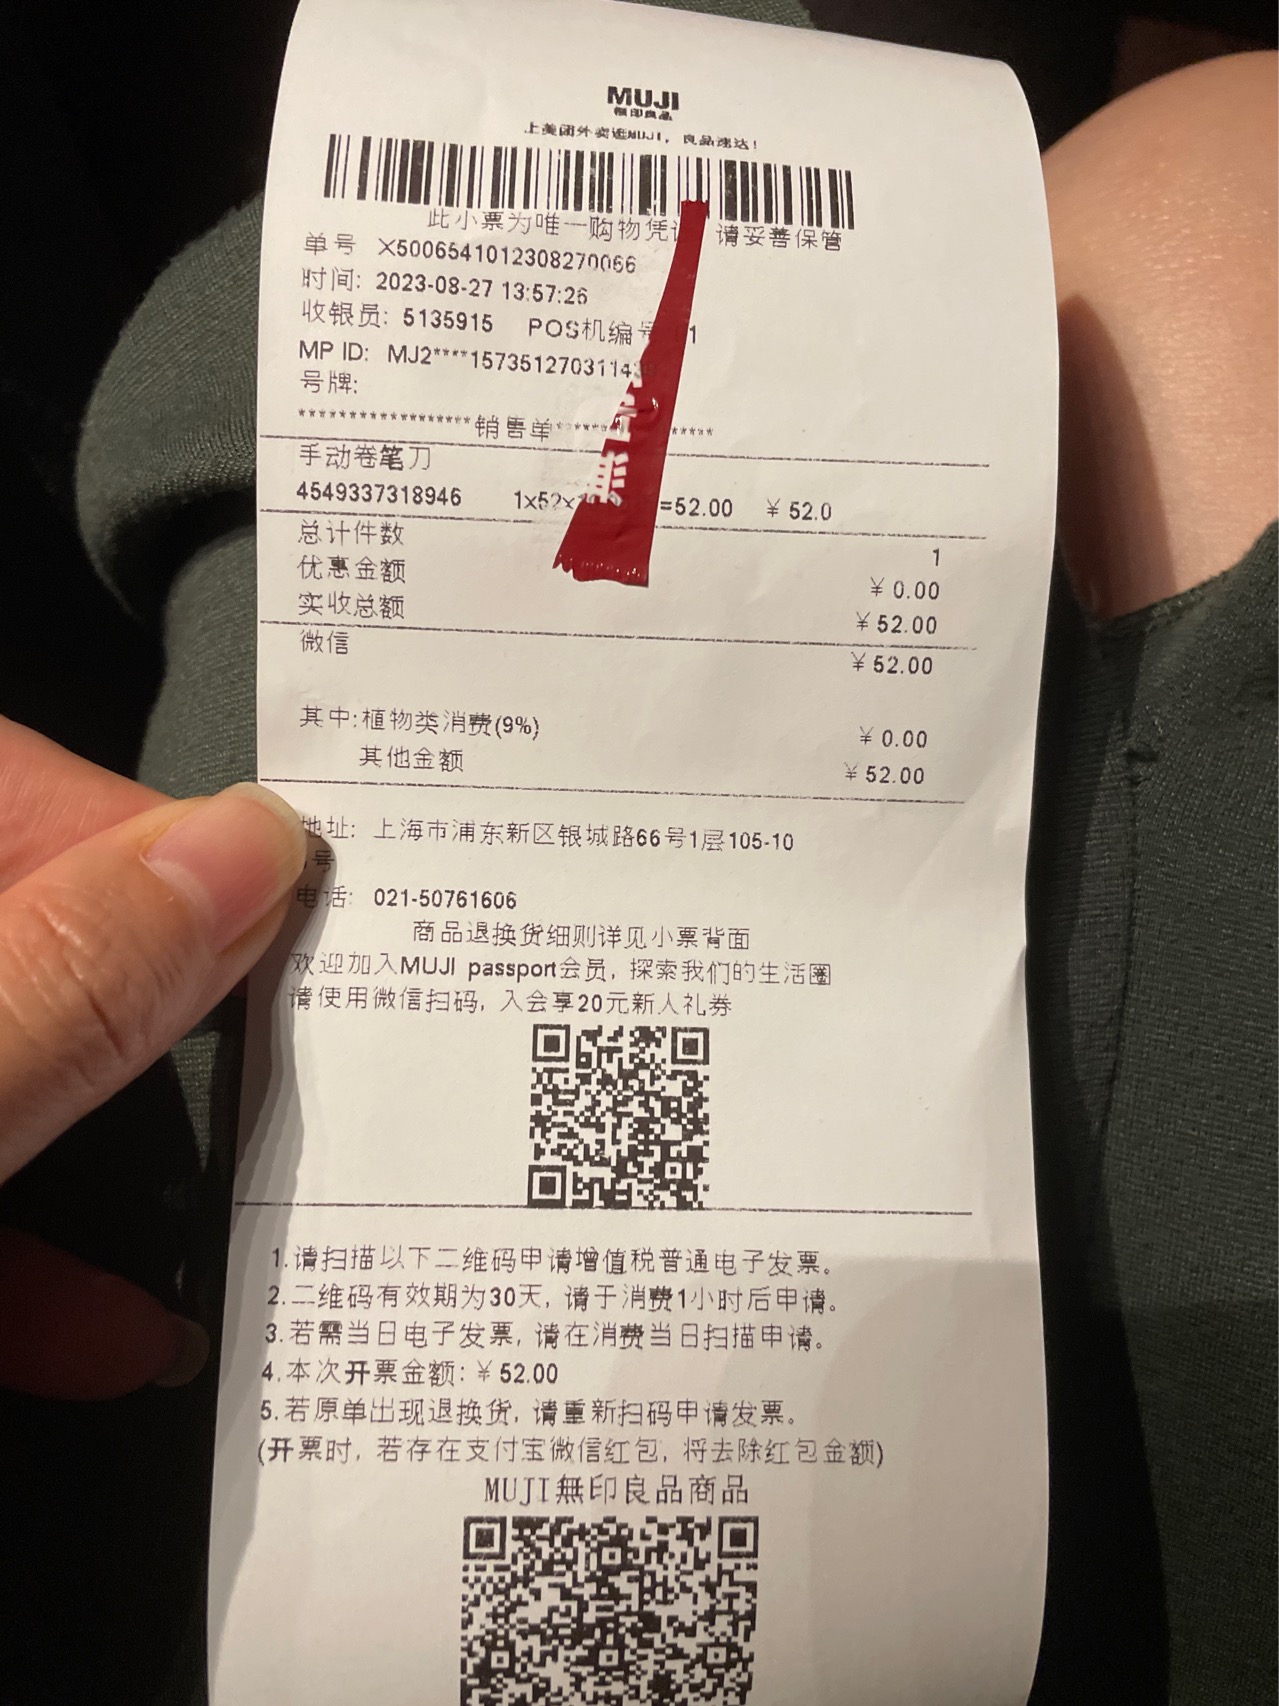 MUJI
無印良品
上美团外卖逛MUJI，良品速达！
此小票为唯一购物凭 请妥善保管
单号 X5006541012308270066
时间: 2023-08-27 13:57:26
收银员: 5135915 POS机编号 1
MP ID: MJ2****15735127031143
号牌:
*******************销售单*************
無印
手动卷笔刀
4549337318946 1x52x =52.00 ¥ 52.0
总计件数 1
优惠金额 ¥ 0.00
实收总额 ¥ 52.00
微信 ¥ 52.00
其中:植物类消费(9%) ¥ 0.00
其他金额 ¥ 52.00
地址: 上海市浦东新区银城路66号1层105-10
号
电话: 021-50761606
商品退换货细则详见小票背面
欢迎加入MUJI passport会员, 探索我们的生活圈
请使用微信扫码, 入会享20元新人礼券
1.请扫描以下二维码申请增值税普通电子发票。
2.二维码有效期为30天, 请于消费1小时后申请。
3.若需当日电子发票, 请在消费当日扫描申请。
4.本次开票金额: ¥ 52.00
5.若原单出现退换货, 请重新扫码申请发票。
(开票时, 若存在支付宝微信红包, 将去除红包金额)
MUJI無印良品商品